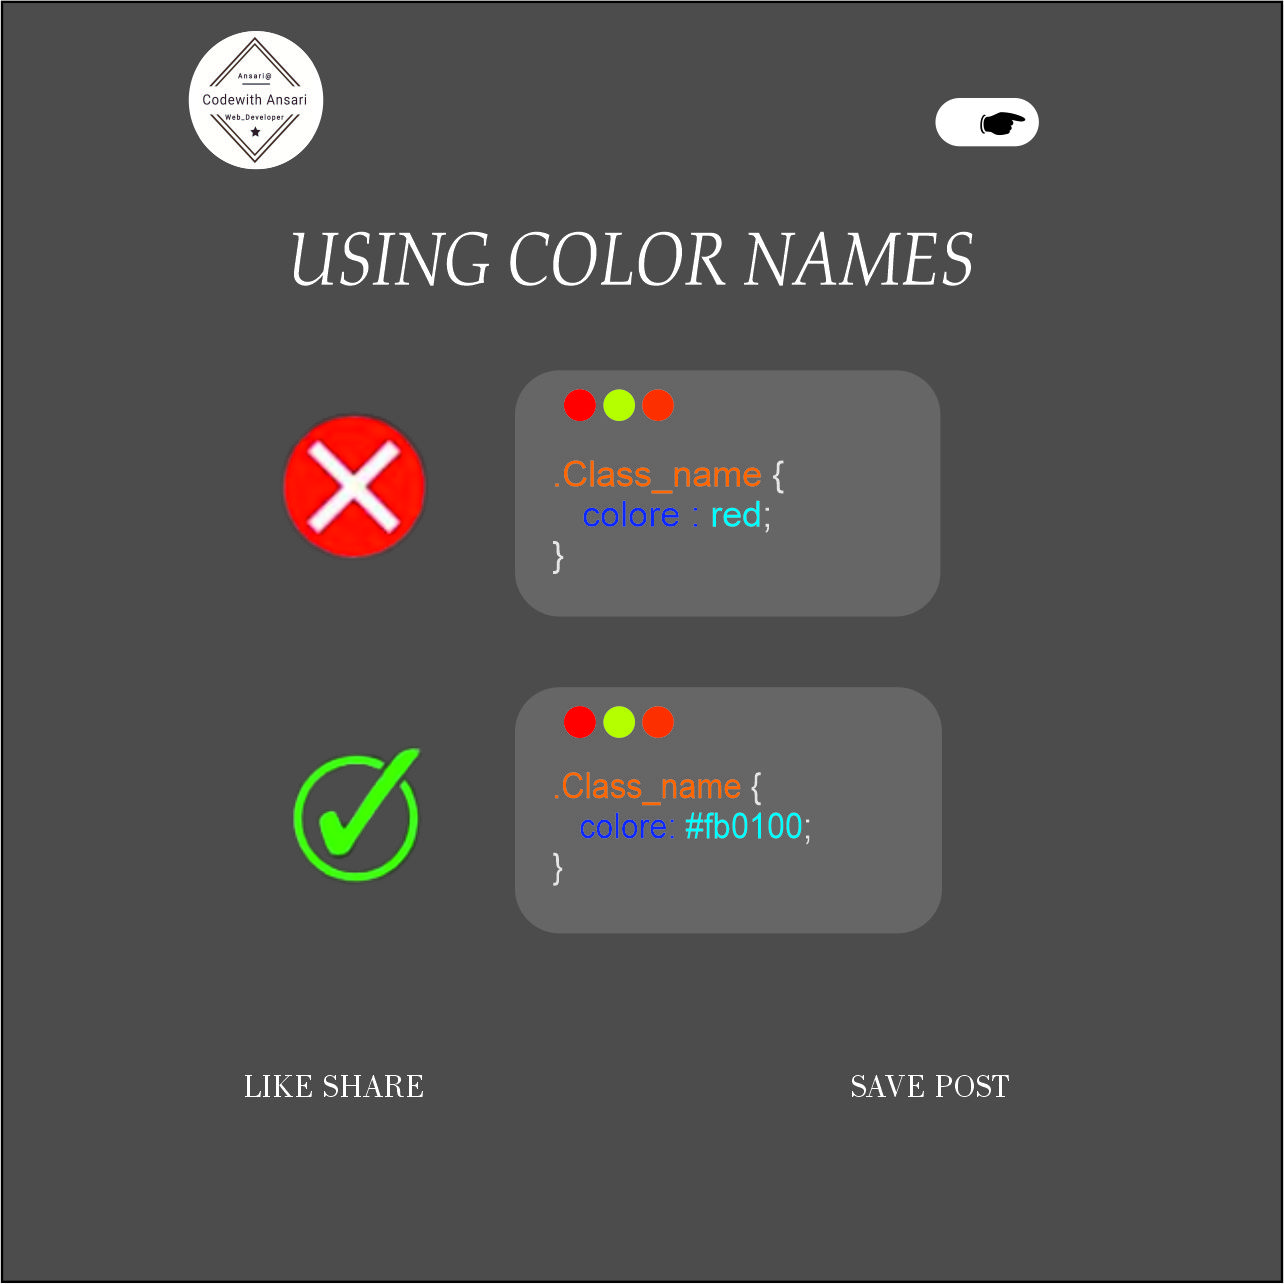 Ansari@
Codewith Ansari
Web_Developer
USING COLOR NAMES
.Class_name {
colore : red;
}
.Class_name {
colore: #fb0100;
}
LIKE SHARE
SAVE POST